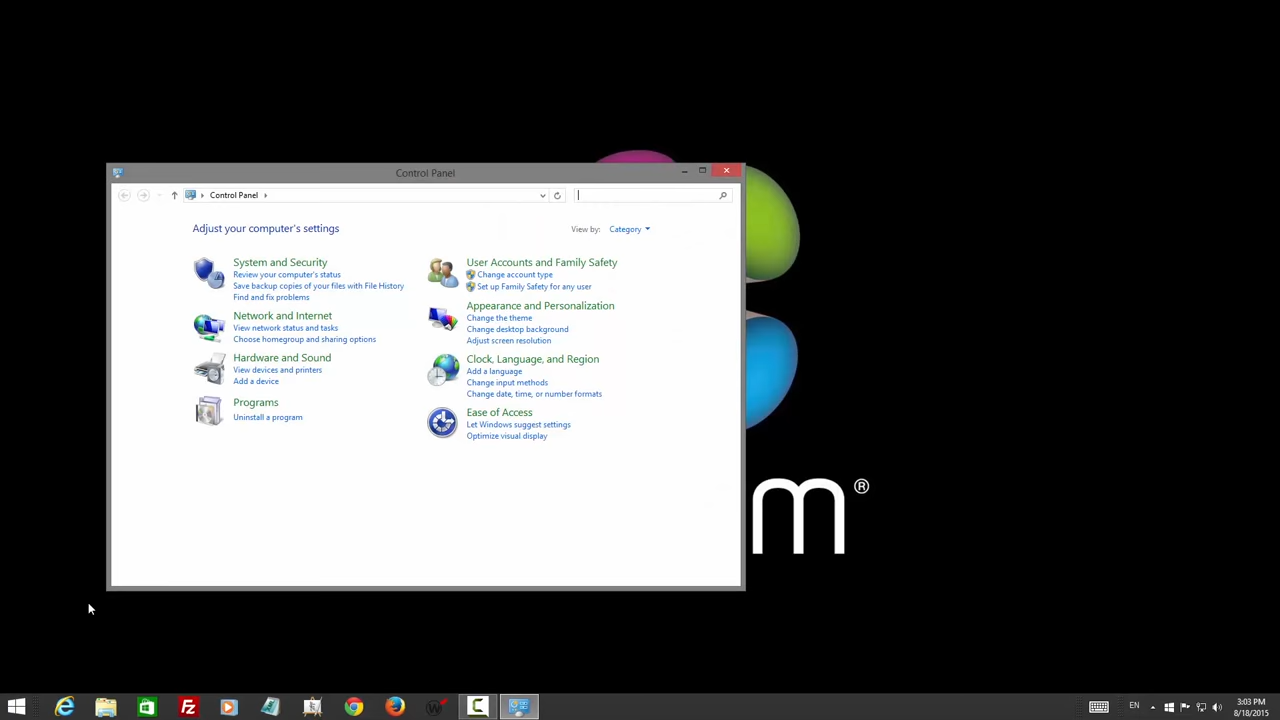 Control Panel
Control Panel
Adjust your computer's settings
View by: Category
System and Security
Review your computer's status
Save backup copies of your files with File History
Find and fix problems
Network and Internet
View network status and tasks
Choose homegroup and sharing options
Hardware and Sound
View devices and printers
Add a device
Programs
Uninstall a program
User Accounts and Family Safety
Change account type
Set up Family Safety for any user
Appearance and Personalization
Change the theme
Change desktop background
Adjust screen resolution
Clock, Language, and Region
Add a language
Change input methods
Change date, time, or number formats
Ease of Access
Let Windows suggest settings
Optimize visual display
m®
EN
3:03 PM
8/18/2015